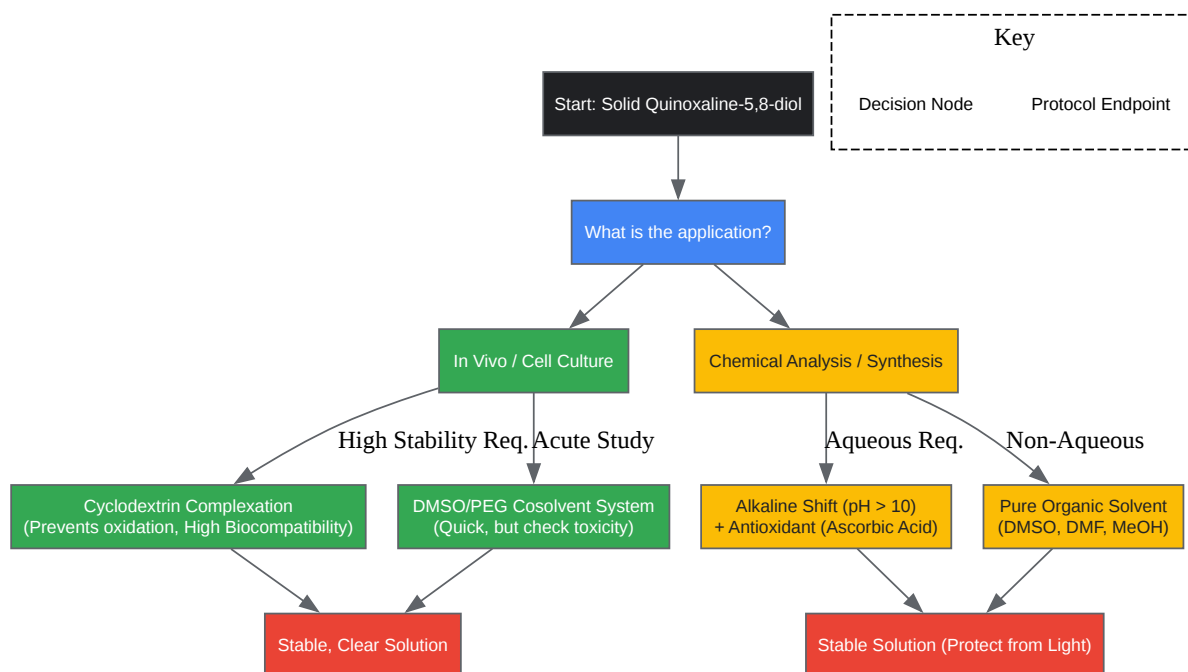 Key
Start: Solid Quinoxaline-5,8-diol
Decision Node
Protocol Endpoint
What is the application?
In Vivo / Cell Culture
Chemical Analysis / Synthesis
High Stability Req.
Acute Study
Aqueous Req.
Non-Aqueous
Cyclodextrin Complexation
(Prevents oxidation, High Biocompatibility)
DMSO/PEG Cosolvent System
(Quick, but check toxicity)
Alkaline Shift (pH > 10)
+ Antioxidant (Ascorbic Acid)
Pure Organic Solvent
(DMSO, DMF, MeOH)
Stable, Clear Solution
Stable Solution (Protect from Light)